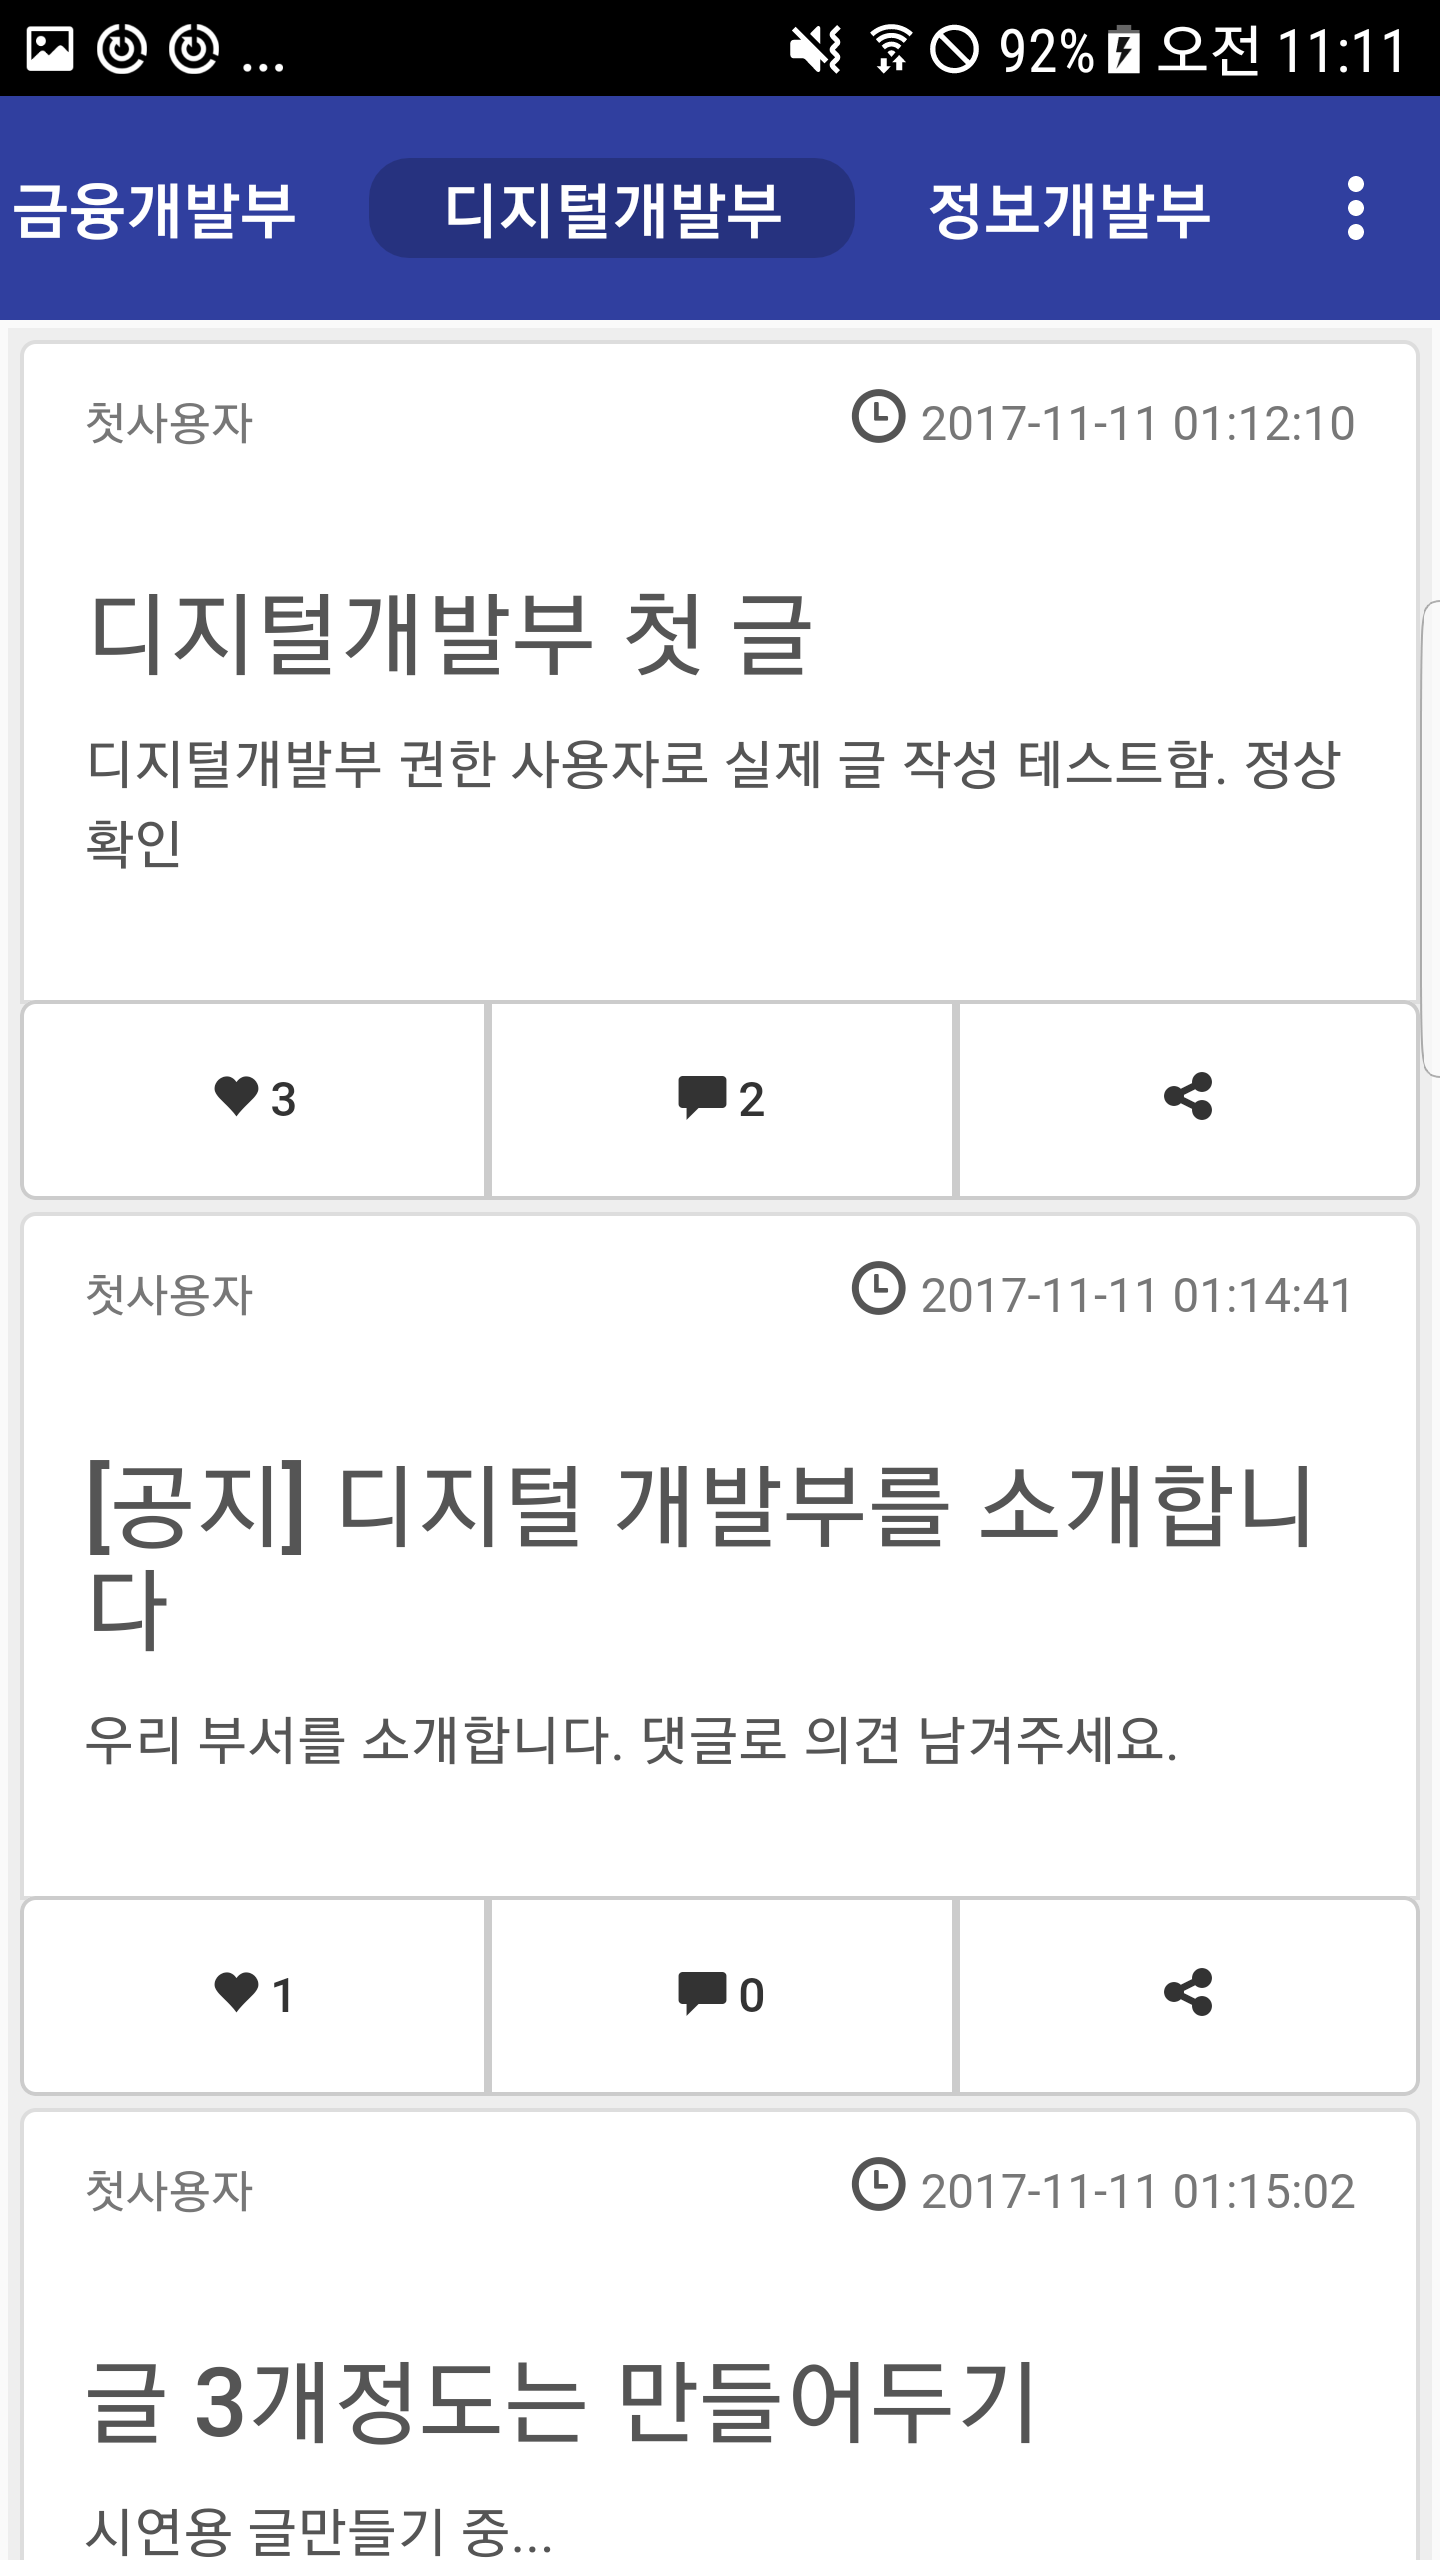 ... 92% 오전 11:11
금융개발부 디지털개발부 정보개발부
첫사용자 2017-11-11 01:12:10
디지털개발부 첫 글
디지털개발부 권한 사용자로 실제 글 작성 테스트함. 정상
확인
3 2
첫사용자 2017-11-11 01:14:41
[공지] 디지털 개발부를 소개합니
다
우리 부서를 소개합니다. 댓글로 의견 남겨주세요.
1 0
첫사용자 2017-11-11 01:15:02
글 3개정도는 만들어두기
시연용 글만들기 중...